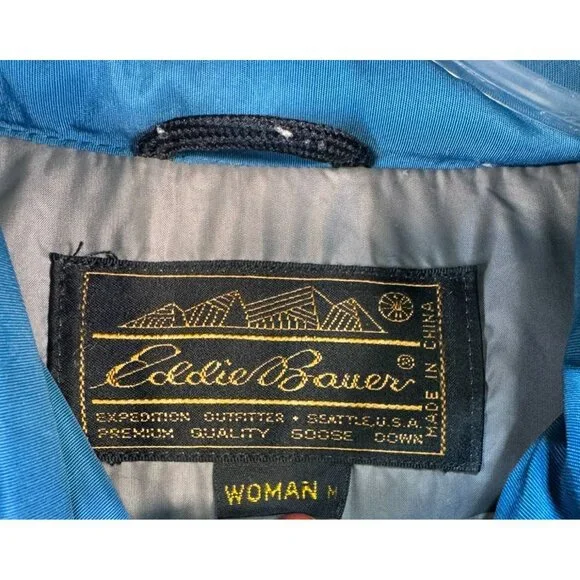 Eddie Bauer®
EXPEDITION OUTFITTER • SEATTLE, U.S.A.
PREMIUM QUALITY GOOSE DOWN
MADE IN CHINA
WOMAN M